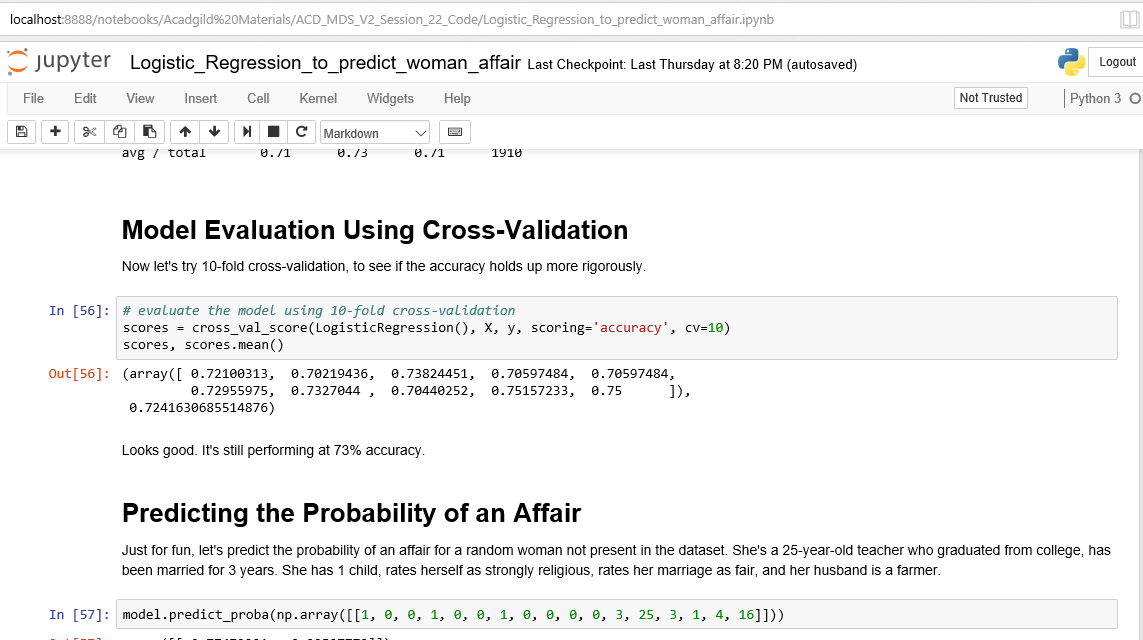 localhost:8888/notebooks/Acadgild%20Materials/ACD_MDS_V2_Session_22_Code/Logistic_Regression_to_predict_woman_affair.ipynb
jupyter Logistic_Regression_to_predict_woman_affair Last Checkpoint: Last Thursday at 8:20 PM (autosaved) Logout
File Edit View Insert Cell Kernel Widgets Help Not Trusted Python 3
Markdown
avg / total 0.71 0.73 0.71 1910
Model Evaluation Using Cross-Validation
Now let's try 10-fold cross-validation, to see if the accuracy holds up more rigorously.
In [56]: # evaluate the model using 10-fold cross-validation
scores = cross_val_score(LogisticRegression(), X, y, scoring='accuracy', cv=10)
scores, scores.mean()
Out[56]: (array([ 0.72100313, 0.70219436, 0.73824451, 0.70597484, 0.70597484,
0.72955975, 0.7327044 , 0.70440252, 0.75157233, 0.75 ]),
0.7241630685514876)
Looks good. It's still performing at 73% accuracy.
Predicting the Probability of an Affair
Just for fun, let's predict the probability of an affair for a random woman not present in the dataset. She's a 25-year-old teacher who graduated from college, has
been married for 3 years. She has 1 child, rates herself as strongly religious, rates her marriage as fair, and her husband is a farmer.
In [57]: model.predict_proba(np.array([[1, 0, 0, 1, 0, 0, 1, 0, 0, 0, 0, 3, 25, 3, 1, 4, 16]]))